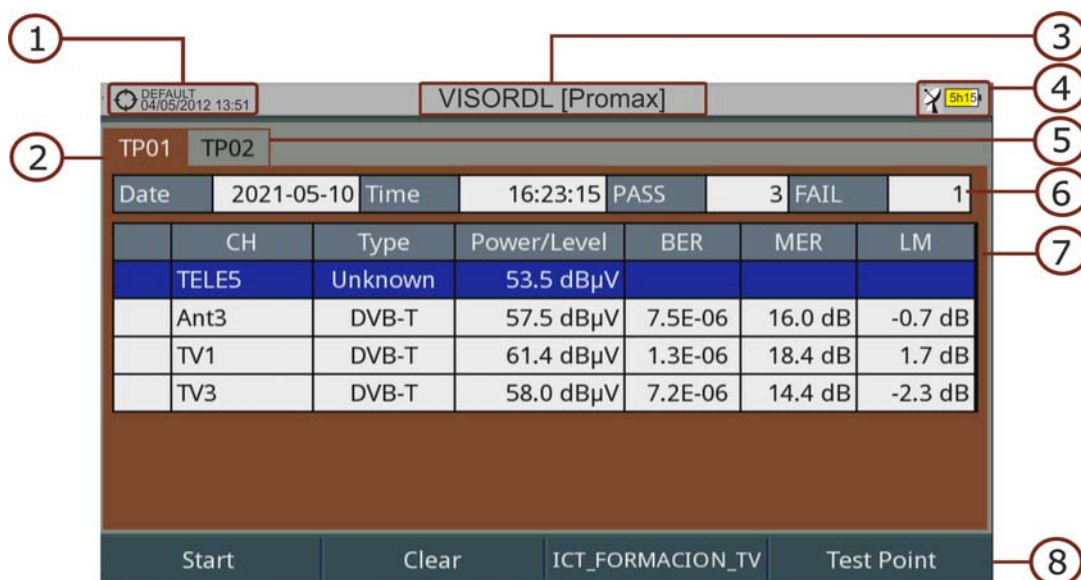 1
3
DEFAULT
04/05/2012 13:51
VISORDL [Promax]
5h15
4
2
TP01 TP02
5
Date 2021-05-10 Time 16:23:15 PASS 3 FAIL 1
6
CH Type Power/Level BER MER LM
7
TELE5 Unknown 53.5 dBµV
Ant3 DVB-T 57.5 dBµV 7.5E-06 16.0 dB -0.7 dB
TV1 DVB-T 61.4 dBµV 1.3E-06 18.4 dB 1.7 dB
TV3 DVB-T 58.0 dBµV 7.2E-06 14.4 dB -2.3 dB
Start Clear ICT_FORMACION_TV Test Point
8